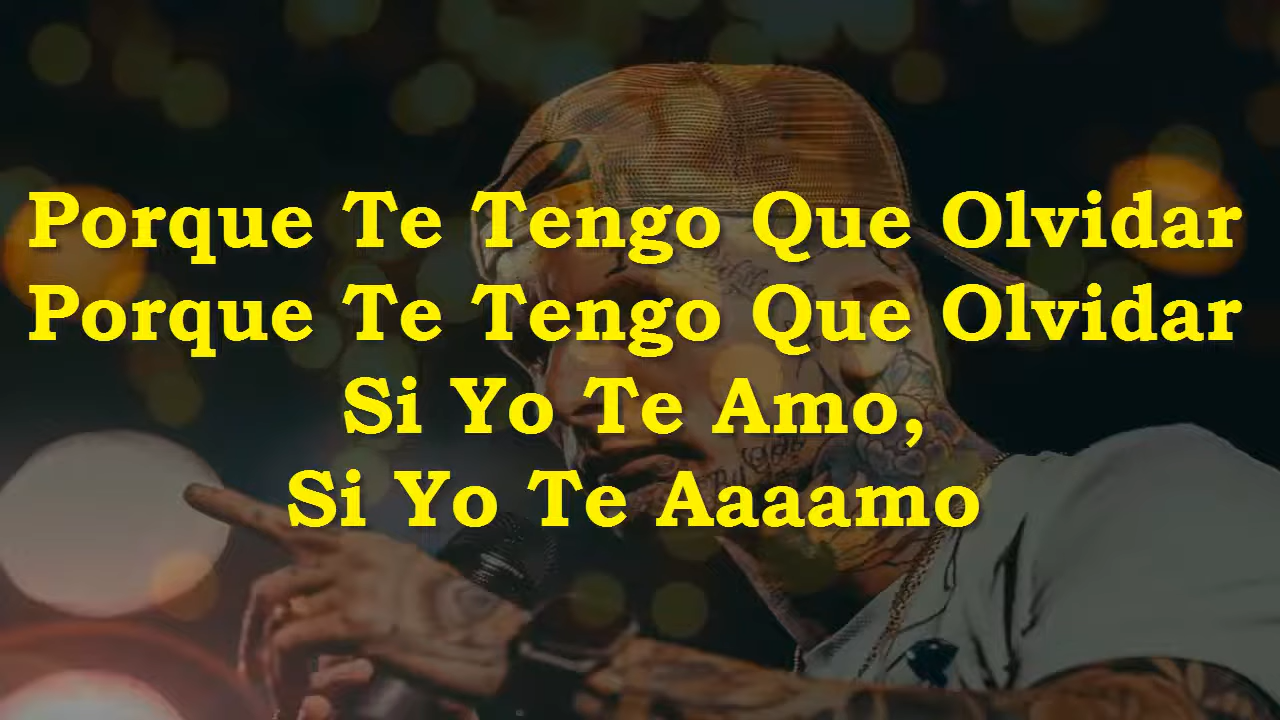 Porque Te Tengo Que Olvidar
Porque Te Tengo Que Olvidar
Si Yo Te Amo,
Si Yo Te Aaaamo